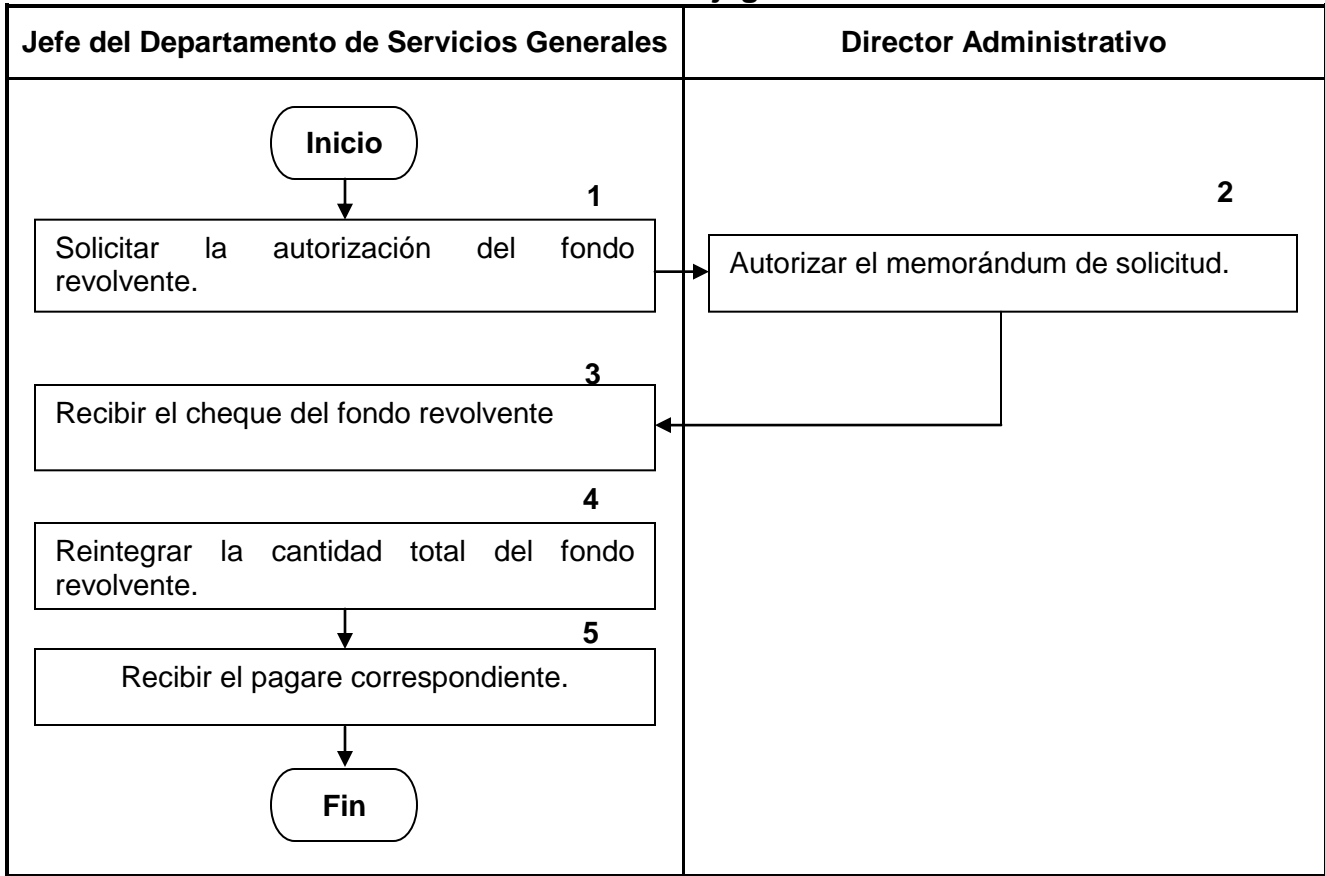 Jefe del Departamento de Servicios Generales
Director Administrativo
Inicio
1
Solicitar la autorización del fondo
revolvente.
2
Autorizar el memorándum de solicitud.
3
Recibir el cheque del fondo revolvente
4
Reintegrar la cantidad total del fondo
revolvente.
5
Recibir el pagare correspondiente.
Fin